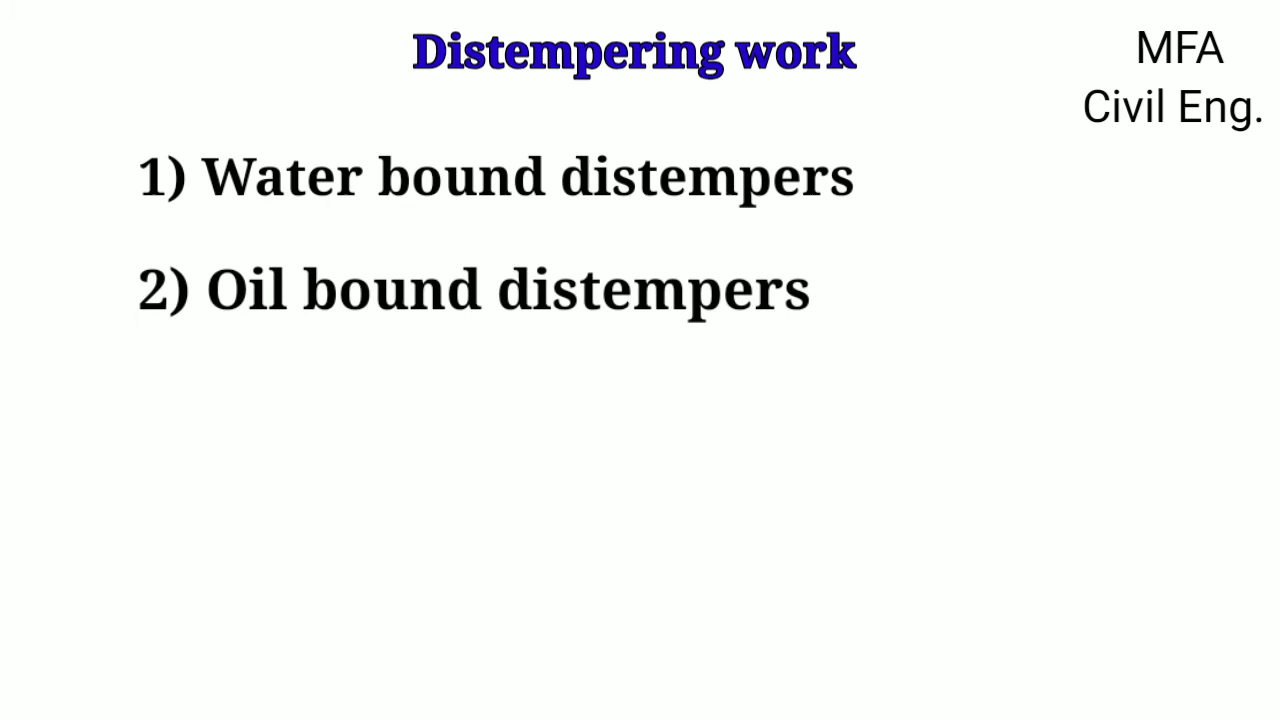 Distempering work
MFA
Civil Eng.
1) Water bound distempers
2) Oil bound distempers